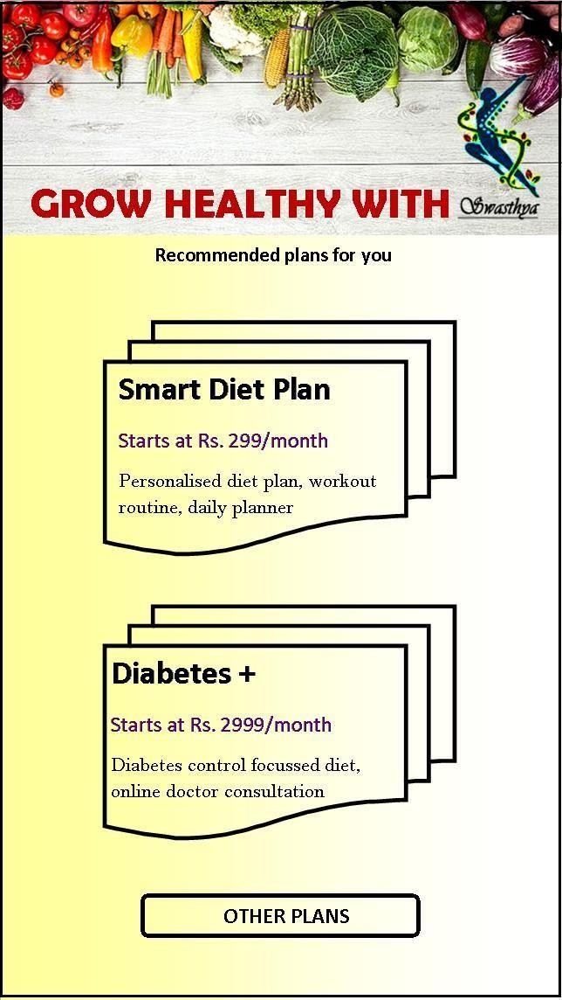 GROW HEALTHY WITH Swasthya
Recommended plans for you
Smart Diet Plan
Starts at Rs. 299/month
Personalised diet plan, workout
routine, daily planner
Diabetes +
Starts at Rs. 2999/month
Diabetes control focussed diet,
online doctor consultation
OTHER PLANS